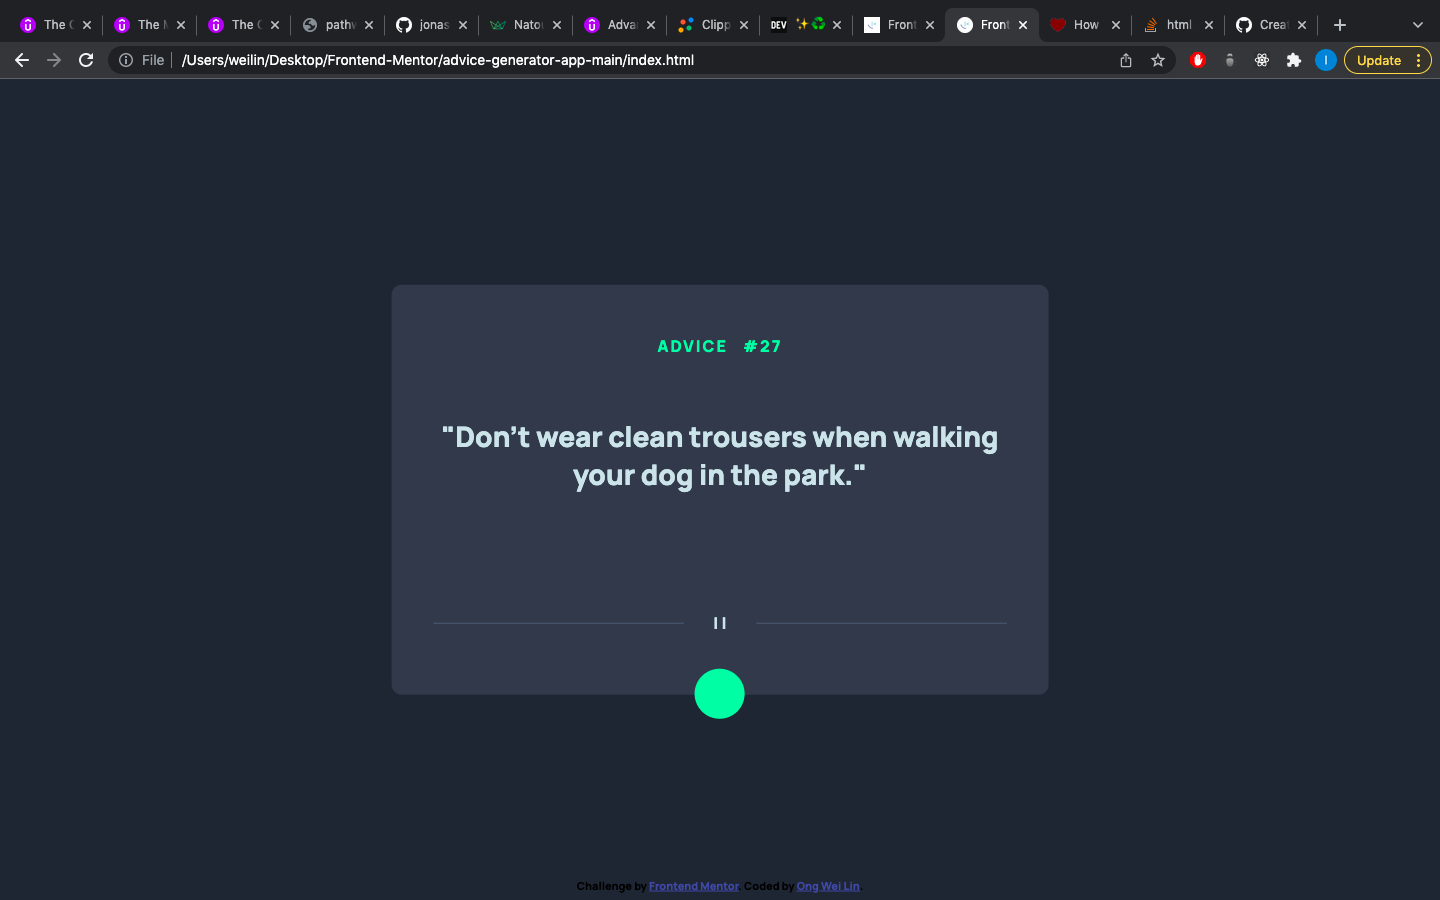 The
The
The
path
jonas
Nato
Adva
Clipp
DEV
Front
Front
How
html
Creat
File
/Users/weilin/Desktop/Frontend-Mentor/advice-generator-app-main/index.html
I
Update
ADVICE #27
"Don't wear clean trousers when walking
your dog in the park."
Challenge by Frontend Mentor. Coded by Ong Wei Lin.